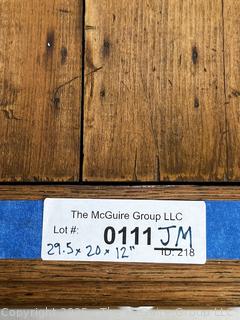 The McGuire Group LLC
Lot #: 0111 JM
29.5 x 20 x 12" ID: 218